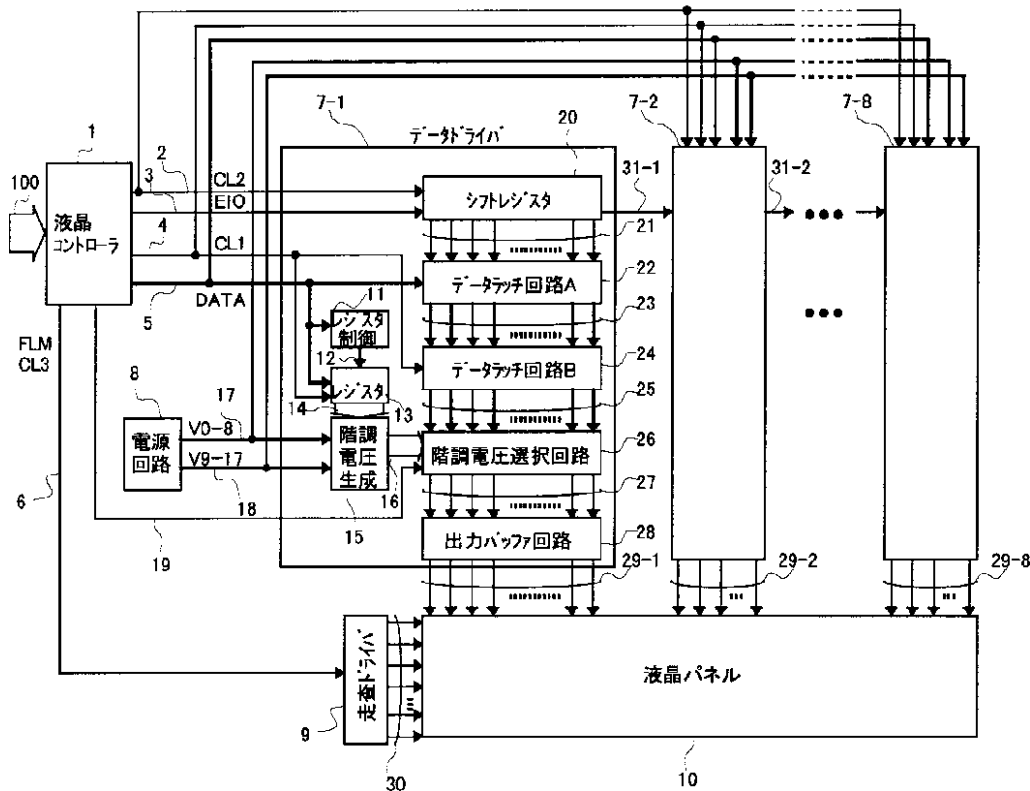 7-1
データドライバ
20
7-2
7-8
1
2
3
100
CL2
EIO
シフトレジスタ
31-1
31-2
液晶
コントローラ
4
CL1
21
データラッチ回路A
22
5
DATA
11
レジスタ
制御
23
FLM
CL3
12
データラッチ回路B
24
レジスタ
13
14
25
8
17
電源
回路
V0-8
V9-17
階調
電圧
生成
階調電圧選択回路
26
16
27
6
18
15
出力バッファ回路
28
19
29-1
29-2
29-8
走査ドライバ
液晶パネル
9
30
10